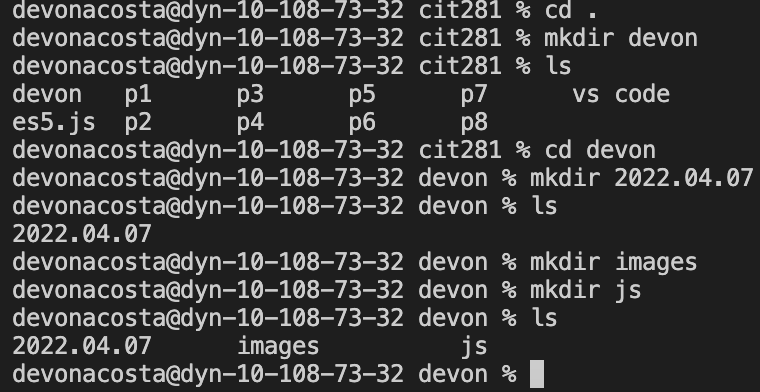 devonacosta@dyn-10-108-73-32 cit281 % cd .
devonacosta@dyn-10-108-73-32 cit281 % mkdir devon
devonacosta@dyn-10-108-73-32 cit281 % ls
devon   p1      p3      p5      p7      vs code
es5.js  p2      p4      p6      p8
devonacosta@dyn-10-108-73-32 cit281 % cd devon
devonacosta@dyn-10-108-73-32 devon % mkdir 2022.04.07
devonacosta@dyn-10-108-73-32 devon % ls
2022.04.07
devonacosta@dyn-10-108-73-32 devon % mkdir images
devonacosta@dyn-10-108-73-32 devon % mkdir js
devonacosta@dyn-10-108-73-32 devon % ls
2022.04.07      images          js
devonacosta@dyn-10-108-73-32 devon %